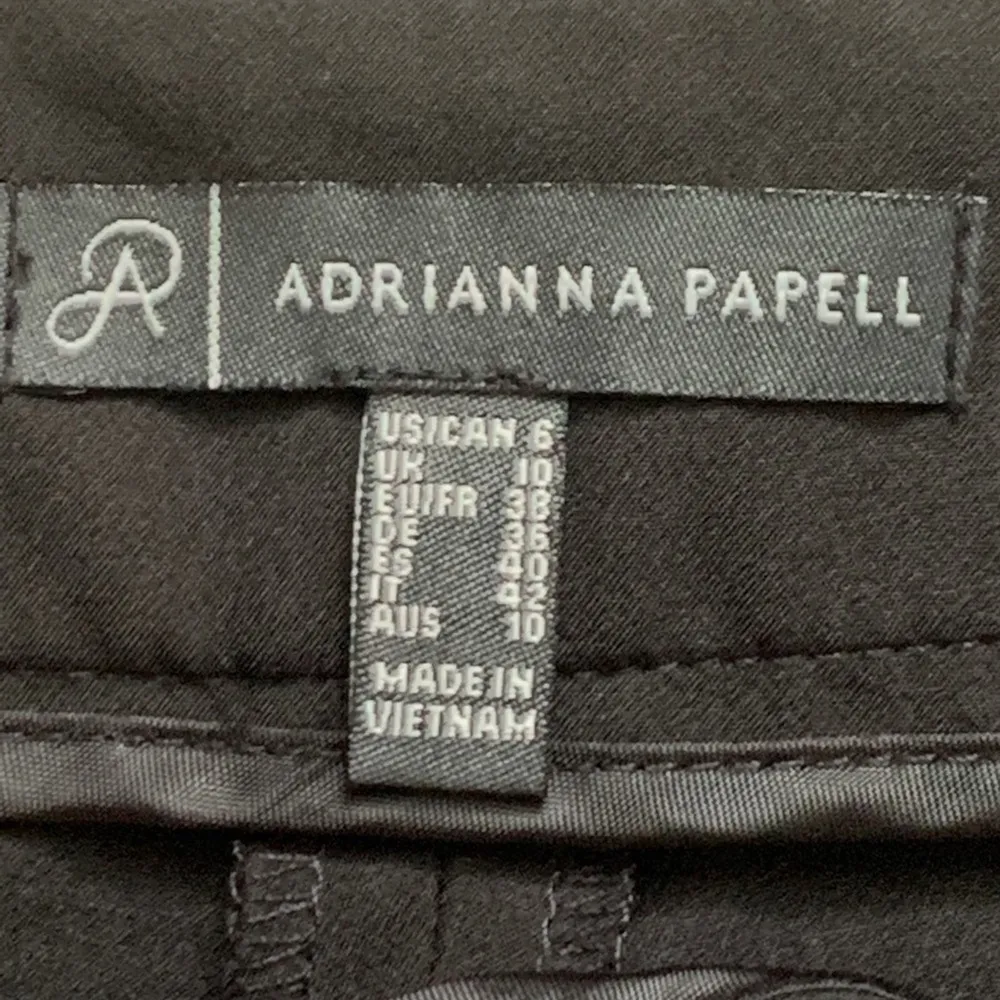 ADRIANNA PAPELL
US/CAN 6
UK 10
EU/FR 38
DE 36
ES 40
IT 42
AUS 10
MADE IN
VIETNAM